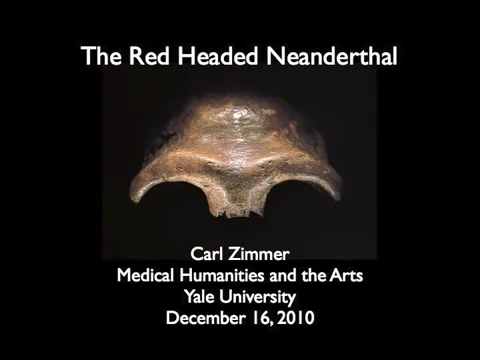 The Red Headed Neanderthal
Carl Zimmer
Medical Humanities and the Arts
Yale University
December 16, 2010